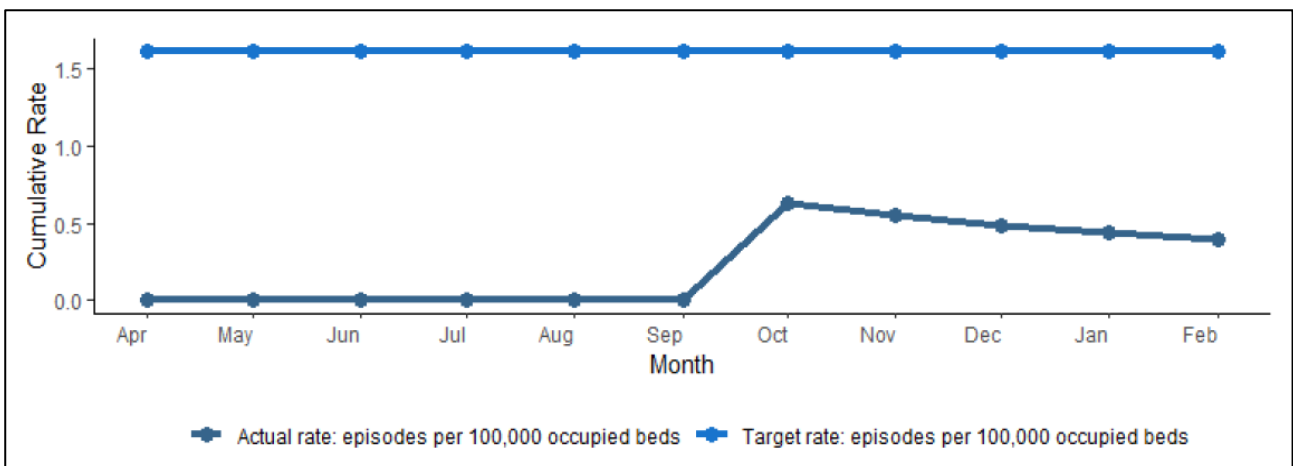 Cumulative Rate
1.5
1.0
0.5
0.0
Apr May Jun Jul Aug Sep Oct Nov Dec Jan Feb
Month
Actual rate: episodes per 100,000 occupied beds Target rate: episodes per 100,000 occupied beds